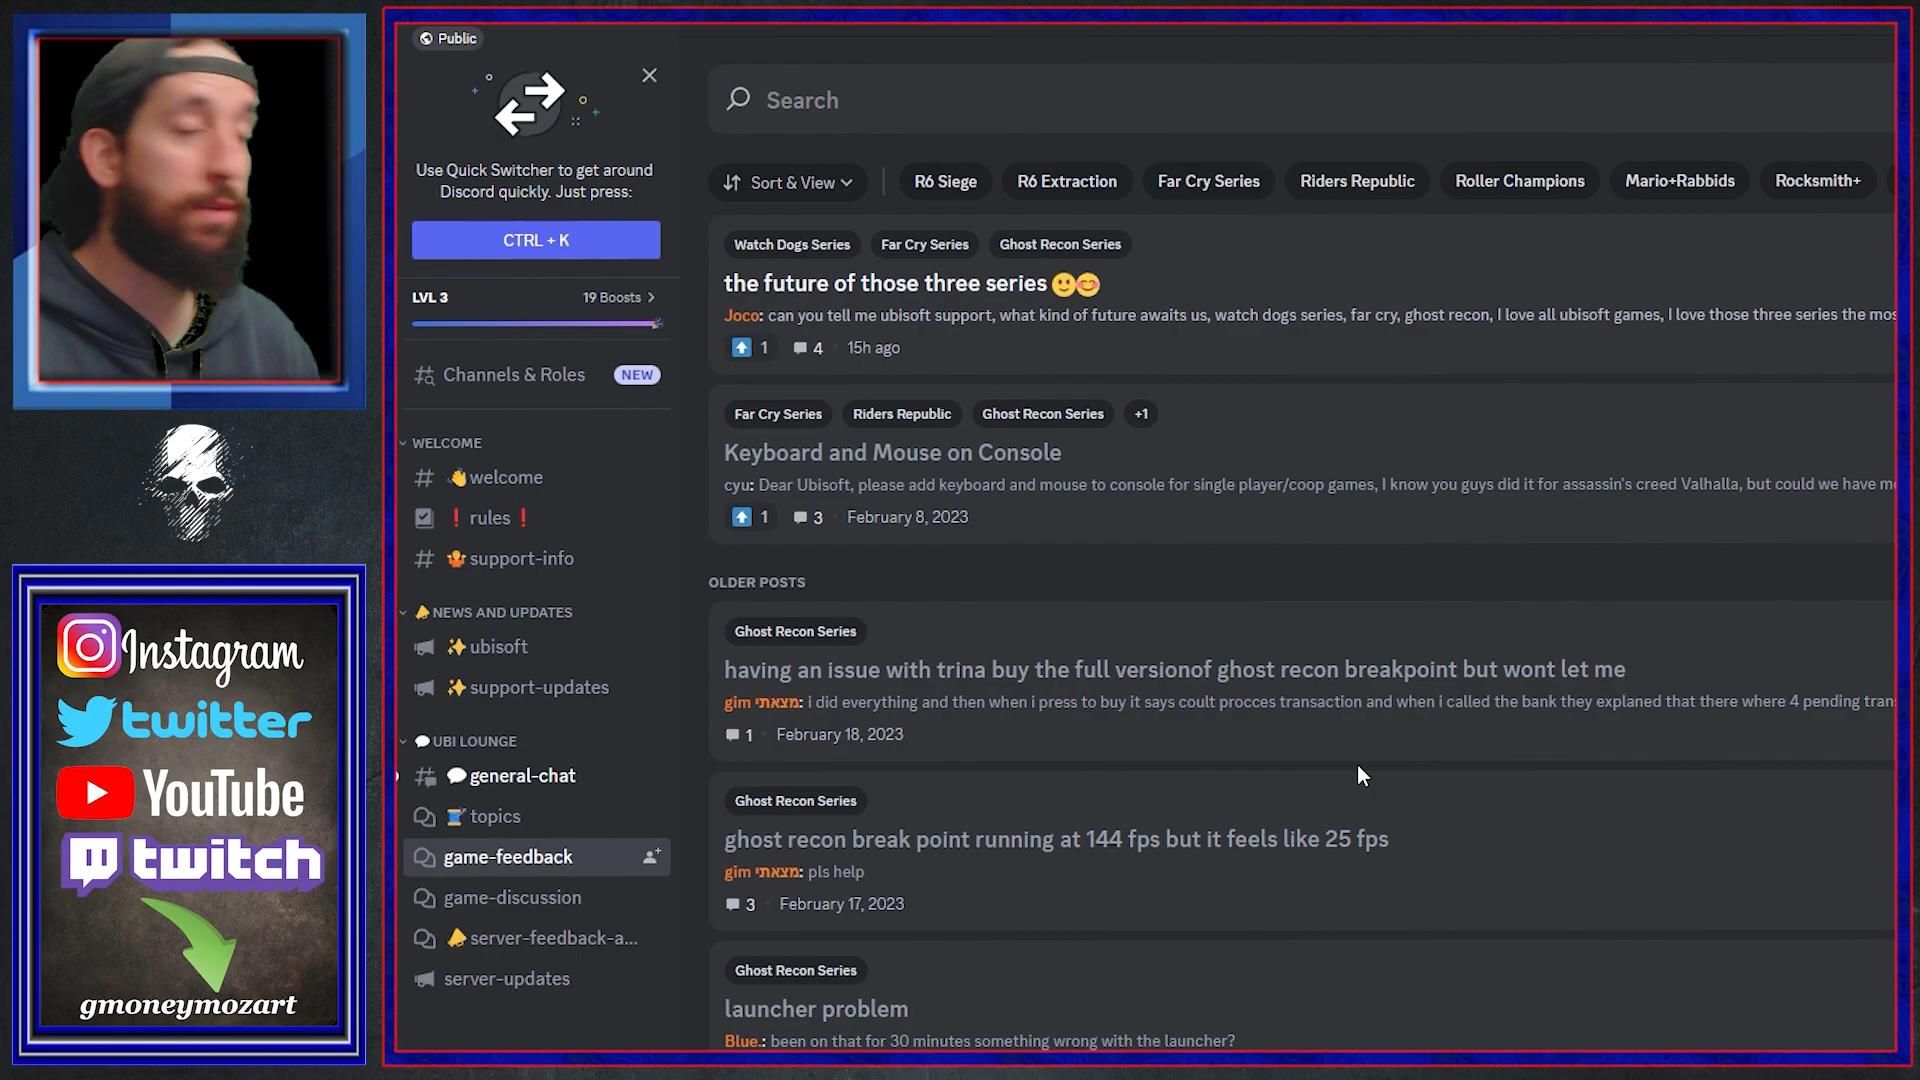 Public
Use Quick Switcher to get around
Discord quickly. Just press:
CTRL + K
LVL 3
19 Boosts
Channels & Roles
NEW
WELCOME
welcome
rules
support-info
NEWS AND UPDATES
ubisoft
support-updates
UBI LOUNGE
general-chat
topics
game-feedback
game-discussion
server-feedback-a...
server-updates
Search
Sort & View
R6 Siege
R6 Extraction
Far Cry Series
Riders Republic
Roller Champions
Mario+Rabbids
Rocksmith+
Watch Dogs Series
Far Cry Series
Ghost Recon Series
the future of those three series
Joco: can you tell me ubisoft support, what kind of future awaits us, watch dogs series, far cry, ghost recon, I love all ubisoft games, I love those three series the mos
1
4
15h ago
Far Cry Series
Riders Republic
Ghost Recon Series
+1
Keyboard and Mouse on Console
cyu: Dear Ubisoft, please add keyboard and mouse to console for single player/coop games, I know you guys did it for assassin's creed Valhalla, but could we have m
1
3
February 8, 2023
OLDER POSTS
Ghost Recon Series
having an issue with trina buy the full versionof ghost recon breakpoint but wont let me
gim מצאתי: i did everything and then when i press to buy it says coult procces transaction and when i called the bank they explaned that there where 4 pending tran
1
February 18, 2023
Ghost Recon Series
ghost recon break point running at 144 fps but it feels like 25 fps
gim מצאתי: pls help
3
February 17, 2023
Ghost Recon Series
launcher problem
Blue.: been on that for 30 minutes something wrong with the launcher?
Instagram
twitter
YouTube
twitch
gmoneymozart